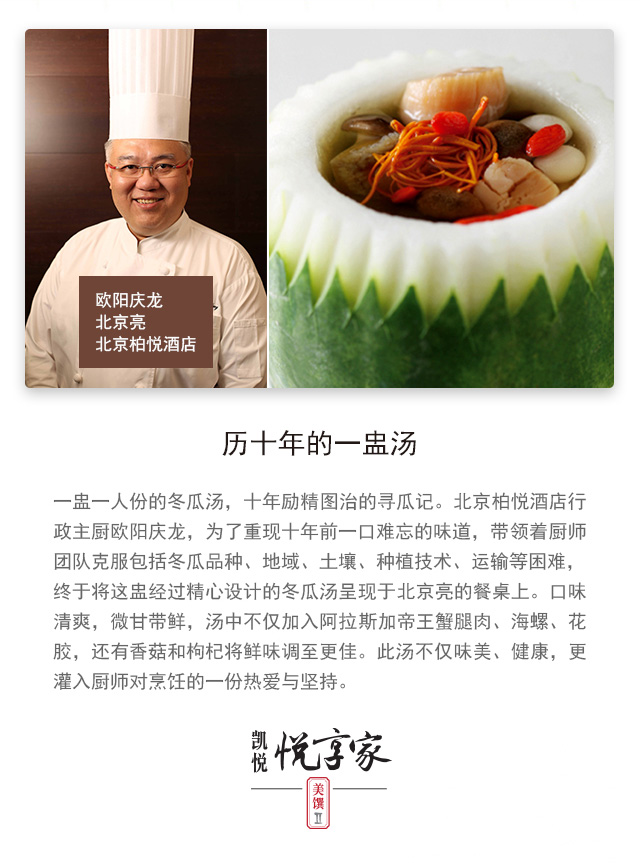 欧阳庆龙
北京亮
北京柏悦酒店
历十年的一盅汤
一盅一人份的冬瓜汤，十年励精图治的寻瓜记。北京柏悦酒店行
政主厨欧阳庆龙，为了重现十年前一口难忘的味道，带领着厨师
团队克服包括冬瓜品种、地域、土壤、种植技术、运输等困难，
终于将这盅经过精心设计的冬瓜汤呈现于北京亮的餐桌上。口味
清爽，微甘带鲜，汤中不仅加入阿拉斯加帝王蟹腿肉、海螺、花
胶，还有香菇和枸杞将鲜味调至更佳。此汤不仅味美、健康，更
灌入厨师对烹饪的一份热爱与坚持。
凯悦 悦享家
美馔